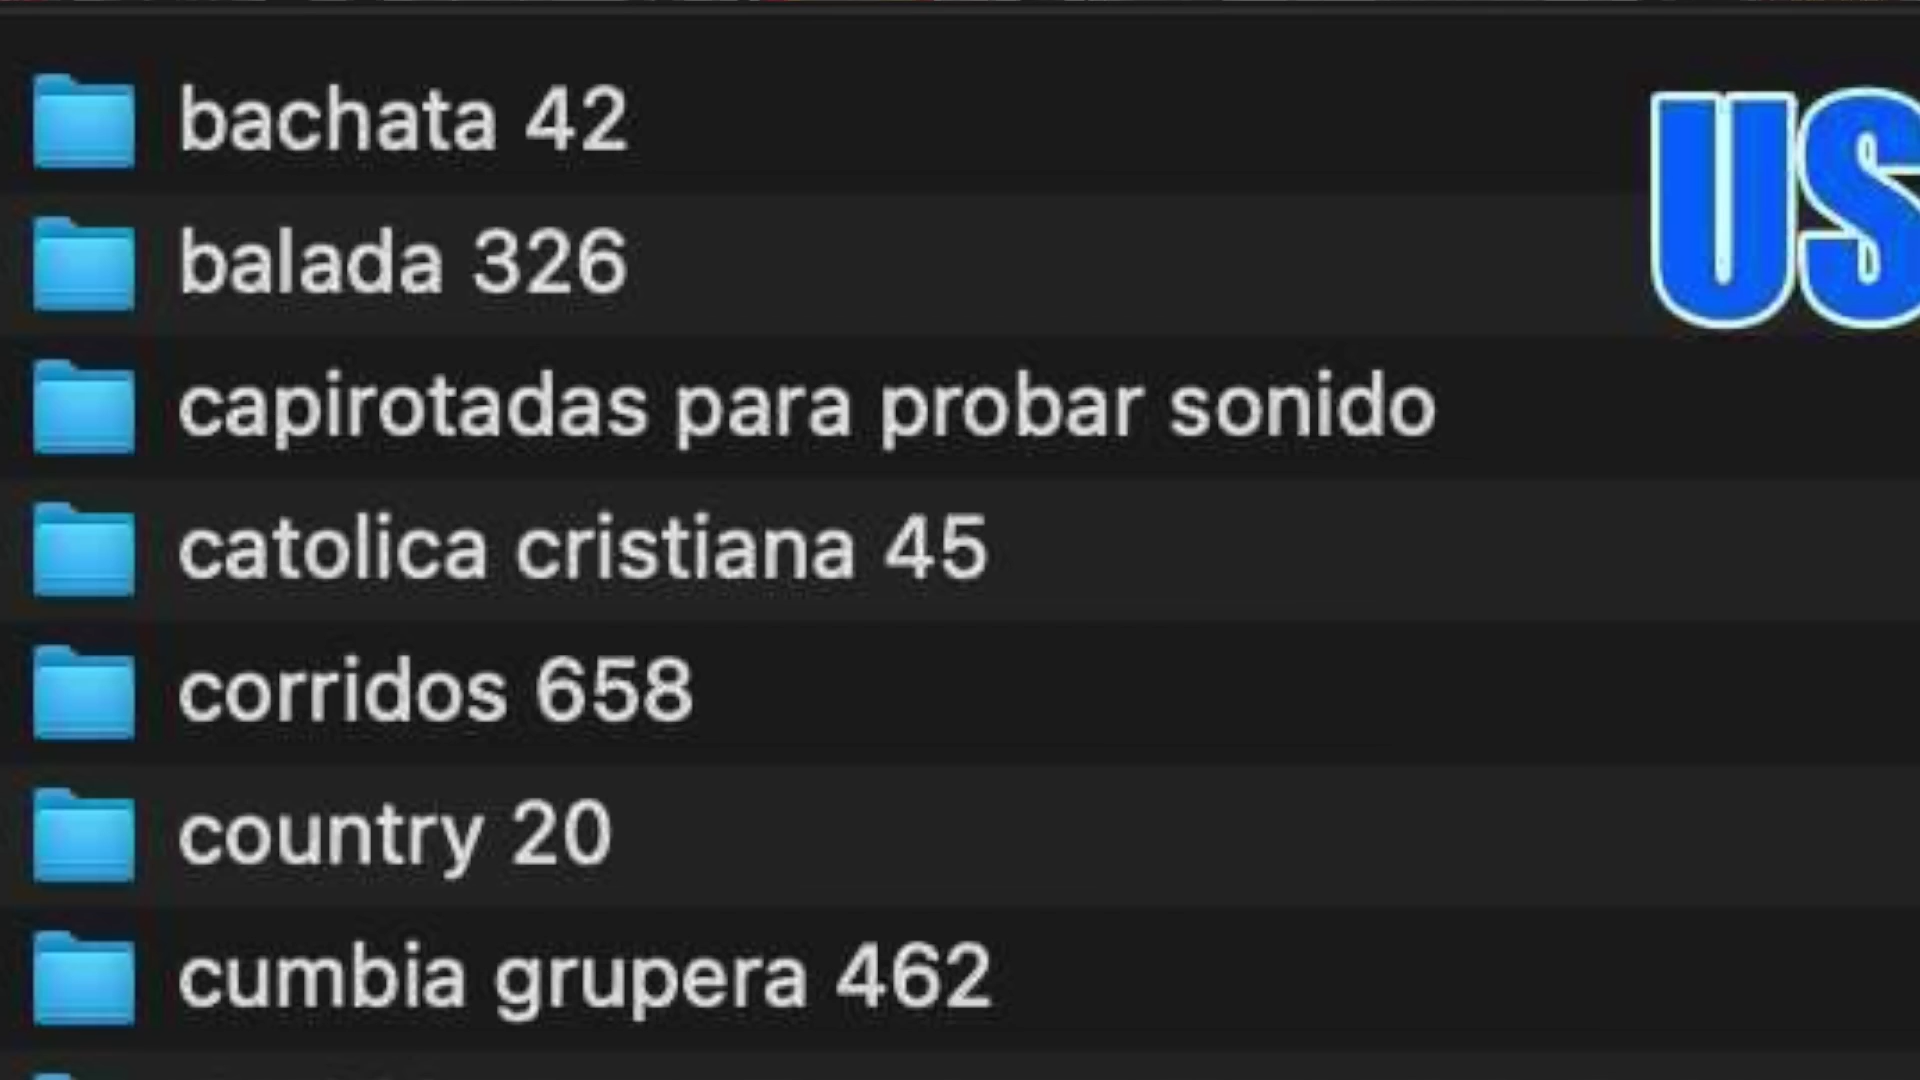 bachata 42
US
balada 326
capirotadas para probar sonido
catolica cristiana 45
corridos 658
country 20
cumbia grupera 462